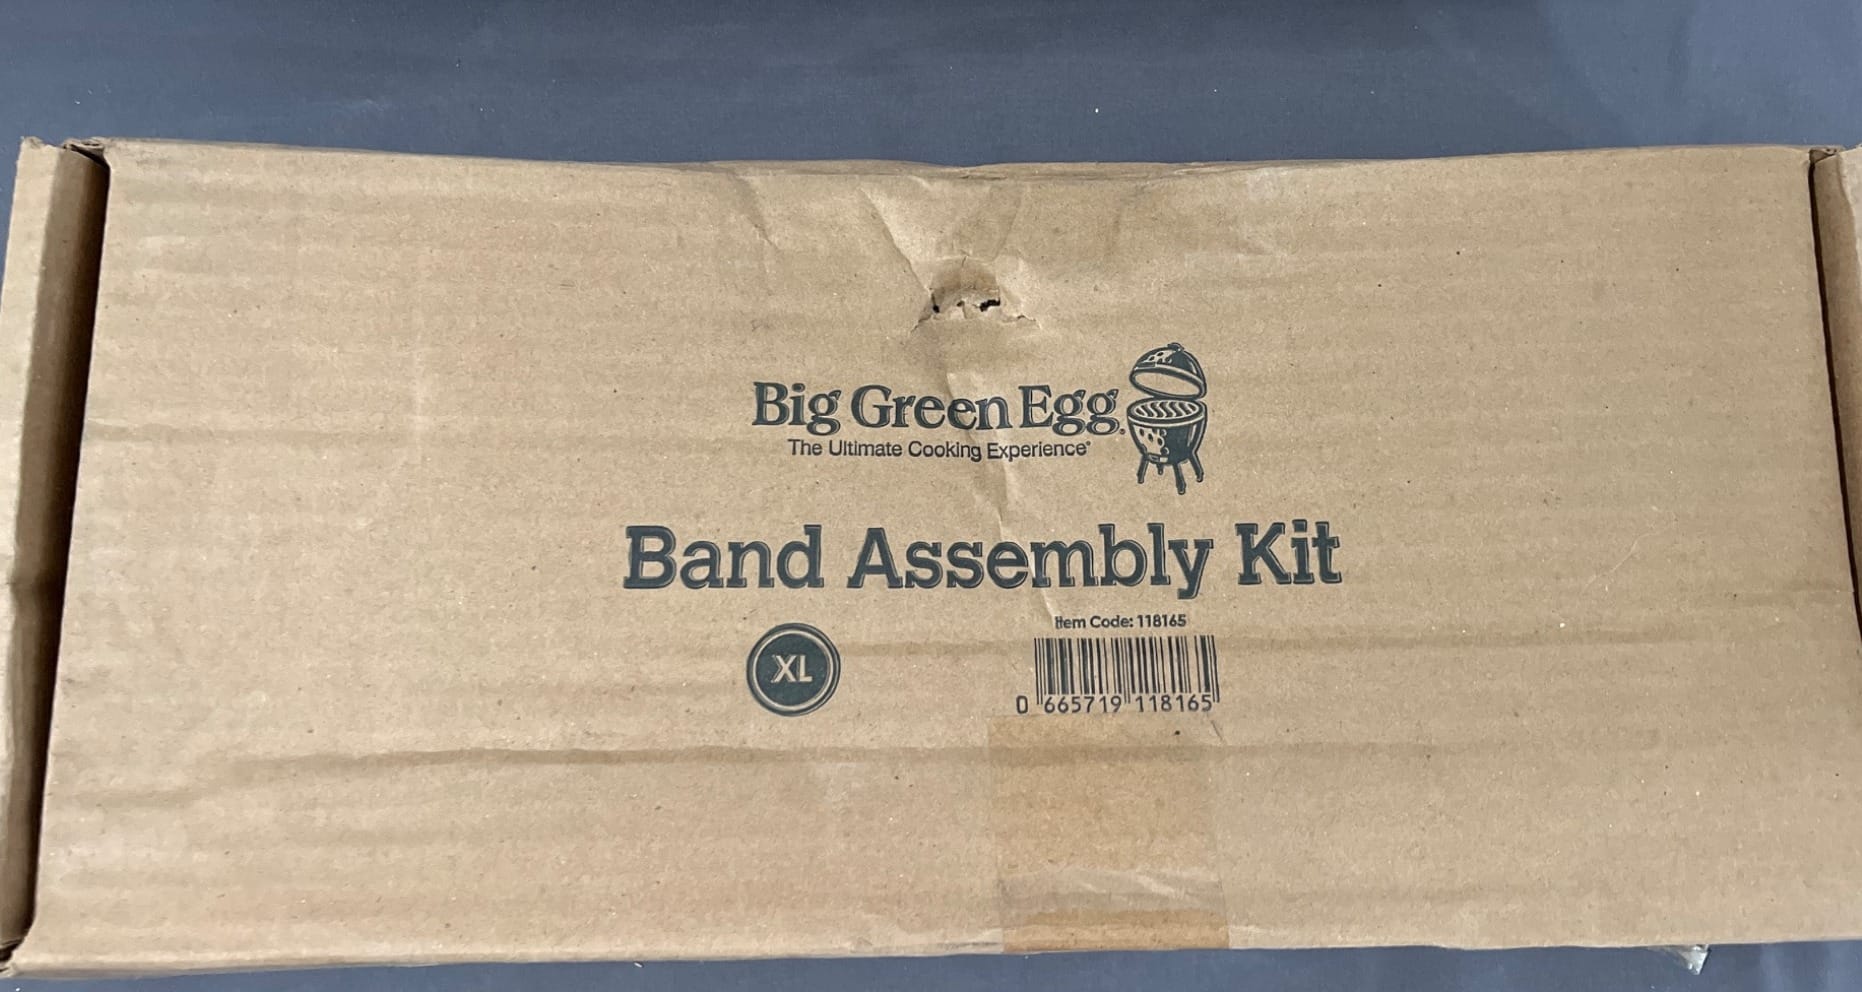 Big Green Egg®
The Ultimate Cooking Experience®
Band Assembly Kit
Item Code: 118165
XL
0 665719 118165